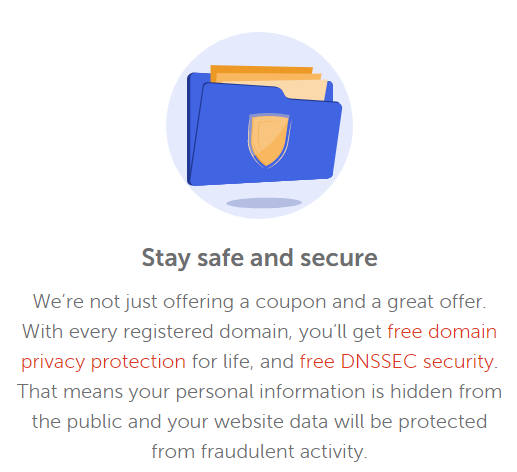 Stay safe and secure
We’re not just offering a coupon and a great offer.
With every registered domain, you’ll get free domain
privacy protection for life, and free DNSSEC security.
That means your personal information is hidden from
the public and your website data will be protected
from fraudulent activity.